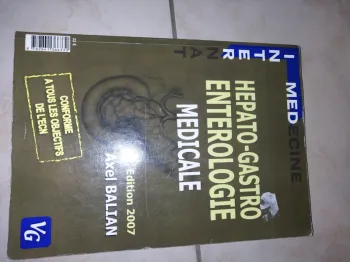 INTERNAT
MEDECINE
HEPATO-GASTRO
ENTEROLOGIE
MEDICALE
Edition 2007
Axel BALIAN
CONFORME
A TOUS LES OBJECTIFS
DE L'ECN
VG